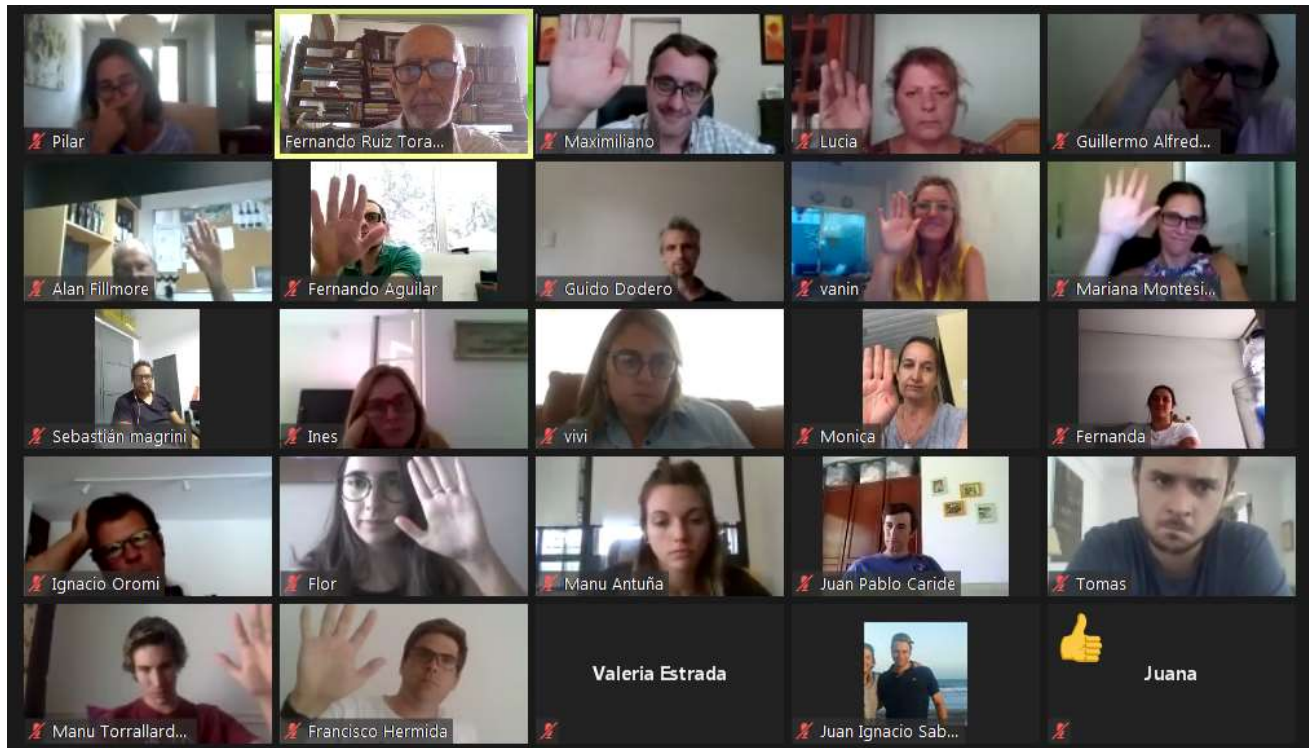 Pilar
Fernando Ruiz Tora...
Maximiliano
Lucia
Guillermo Alfred...
Alan Fillmore
Fernando Aguilar
Guido Dodero
vanin
Mariana Montesi...
Sebastián magrini
Ines
vivi
Monica
Fernanda
Ignacio Oromi
Flor
Manu Antuña
Juan Pablo Caride
Tomas
Manu Torrallard...
Francisco Hermida
Valeria Estrada
Juan Ignacio Sab...
Juana